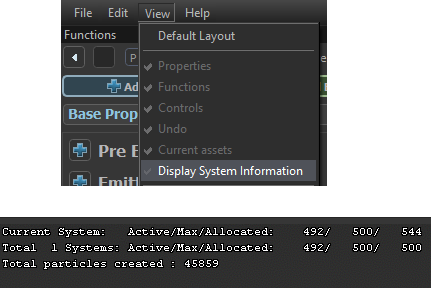 File Edit View Help
Functions
Default Layout
P
Properties
Functions
Controls
Undo
Current assets
Display System Information
Base Prop
Pre E
Emitt
Current System: Active/Max/Allocated: 492/ 500/ 544
Total 1 Systems: Active/Max/Allocated: 492/ 500/ 500
Total particles created : 45859